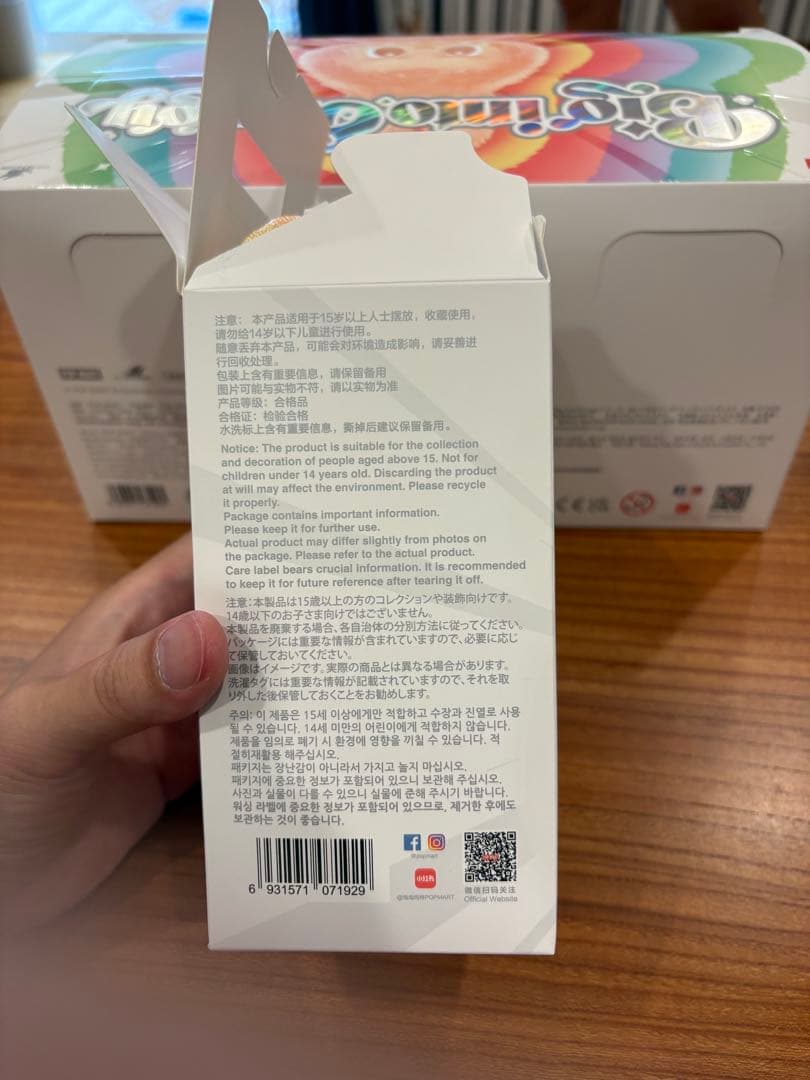 Big into Energy
注意： 本产品适用于15岁以上人士摆放，收藏使用，
请勿给14岁以下儿童进行使用。
随意丢弃本产品，可能会对环境造成影响，请妥善进
行回收处理。
包装上含有重要信息，请保留备用
图片可能与实物不符，请以实物为准
产品等级：合格品
合格证：检验合格
水洗标上含有重要信息，撕掉后建议保留备用。
Notice: The product is suitable for the collection
and decoration of people aged above 15. Not for
children under 14 years old. Discarding the product
at will may affect the environment. Please recycle
it properly.
Package contains important information.
Please keep it for further use.
Actual product may differ slightly from photos on
the package. Please refer to the actual product.
Care label bears crucial information. It is recommended
to keep it for future reference after tearing it off.
注意：本製品は15歳以上の方のコレクションや装飾向けです。
14歳以下のお子さま向けではございません。
本製品を廃棄する場合、各自治体の分別方法に従ってください。
パッケージには重要な情報が含まれていますので、必要に応じ
て保管しておいてください。
画像はイメージです。実際の商品とは異なる場合があります。
洗濯タグには重要な情報が記載されていますので、それを取
り外した後保管しておくことをお勧めします。
주의: 이 제품은 15세 이상에게만 적합하고 수장과 진열로 사용
될 수 있습니다. 14세 미만의 어린이에게 적합하지 않습니다.
제품을 임의로 폐기 시 환경에 영향을 끼칠 수 있습니다. 적
절히재활용 해주십시오.
패키지는 장난감이 아니라서 가지고 놀지 마십시오.
패키지에 중요한 정보가 포함되어 있으니 보관해 주십시오.
사진과 실물이 다를 수 있으니 실물에 준해 주시기 바랍니다.
워싱 라벨에 중요한 정보가 포함되어 있으므로, 제거한 후에도
보관하는 것이 좋습니다.
6 931571 071929
@popmart
小红书
POPMART
微信扫码关注
Official Website